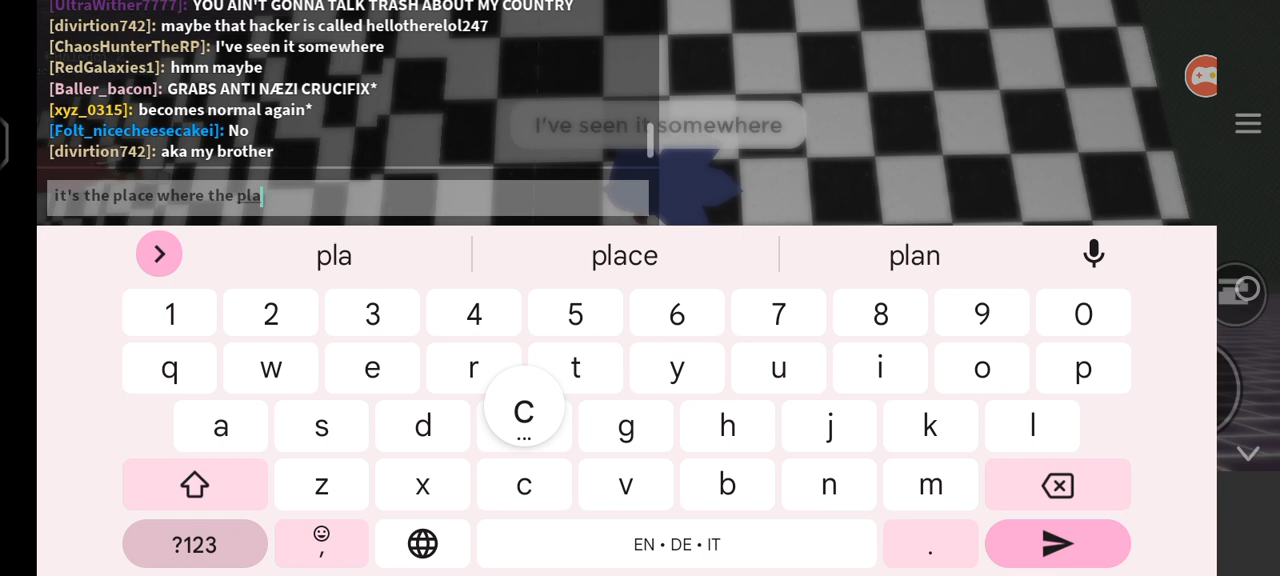 [UltraWither7777]: YOU AIN'T GONNA TALK TRASH ABOUT MY COUNTRY
[divirtion742]: maybe that hacker is called hellotherelol247
[ChaosHunterTheRP]: I've seen it somewhere
[RedGalaxies1]: hmm maybe
[Baller_bacon]: GRABS ANTI NÆZI CRUCIFIX*
[xyz_0315]: becomes normal again*
[Folt_nicecheesecakei]: No
[divirtion742]: aka my brother
I've seen it somewhere
it's the place where the pla
pla place plan
1 2 3 4 5 6 7 8 9 0
q w e r t y u i o p
a s d c g h j k l
z x c v b n m
?123 , EN • DE • IT .